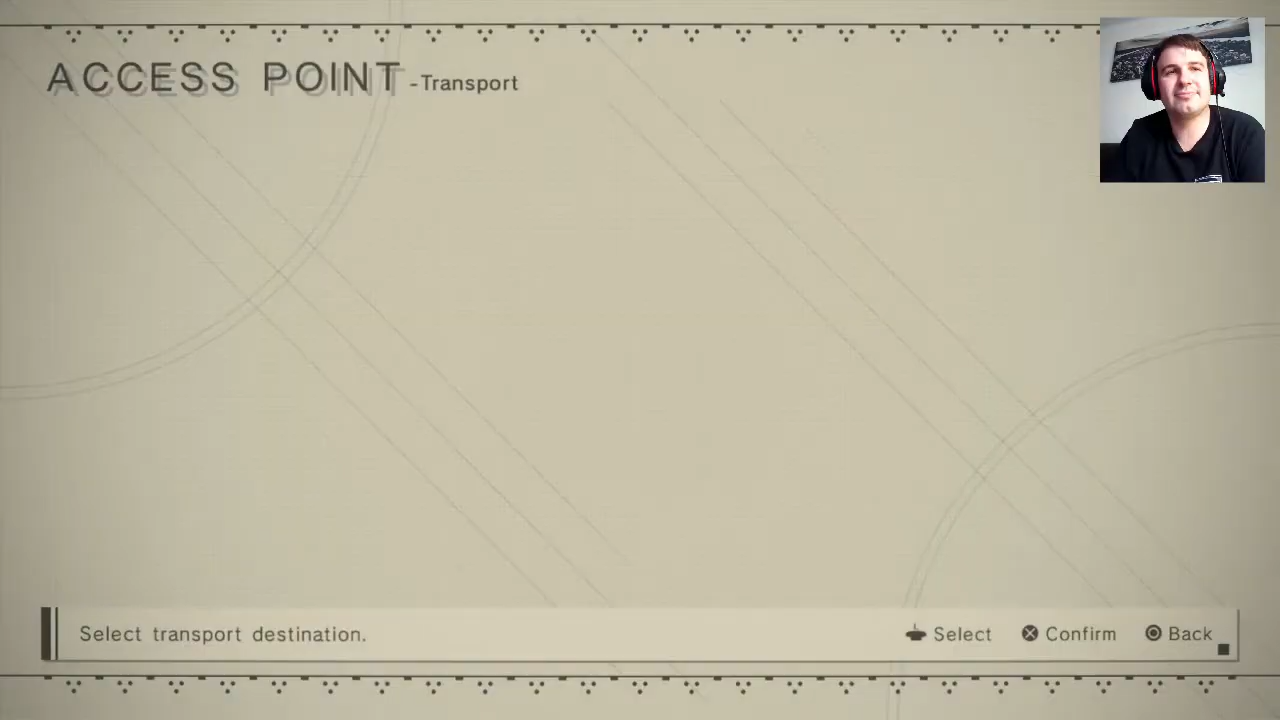 ACCESS POINT -Transport
Select transport destination.
Select
Confirm
Back